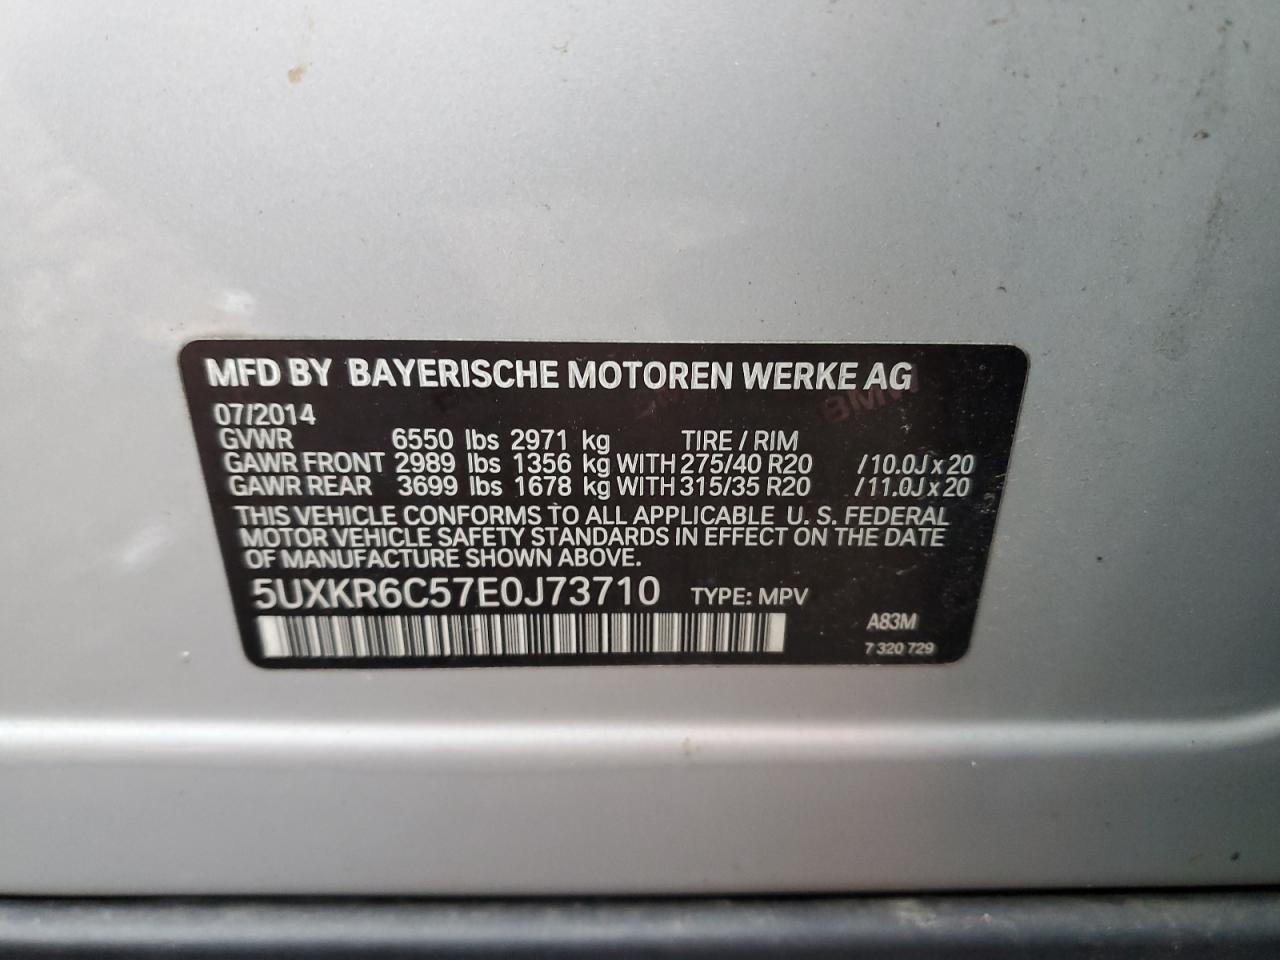 MFD BY BAYERISCHE MOTOREN WERKE AG
07/2014
GVWR 6550 lbs 2971 kg TIRE / RIM
GAWR FRONT 2989 lbs 1356 kg WITH 275/40 R20 /10.0J x 20
GAWR REAR 3699 lbs 1678 kg WITH 315/35 R20 /11.0J x 20
THIS VEHICLE CONFORMS TO ALL APPLICABLE U. S. FEDERAL
MOTOR VEHICLE SAFETY STANDARDS IN EFFECT ON THE DATE
OF MANUFACTURE SHOWN ABOVE.
5UXKR6C57E0J73710 TYPE: MPV
A83M
7 320 729
BMW